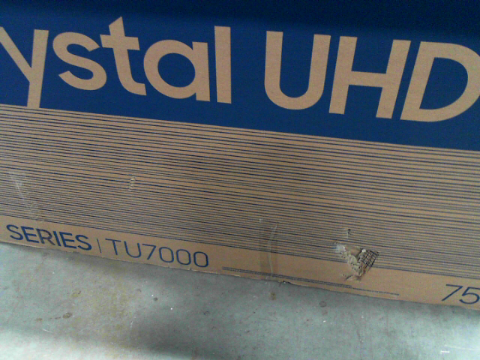 ystal UHD
SERIES | TU7000
75